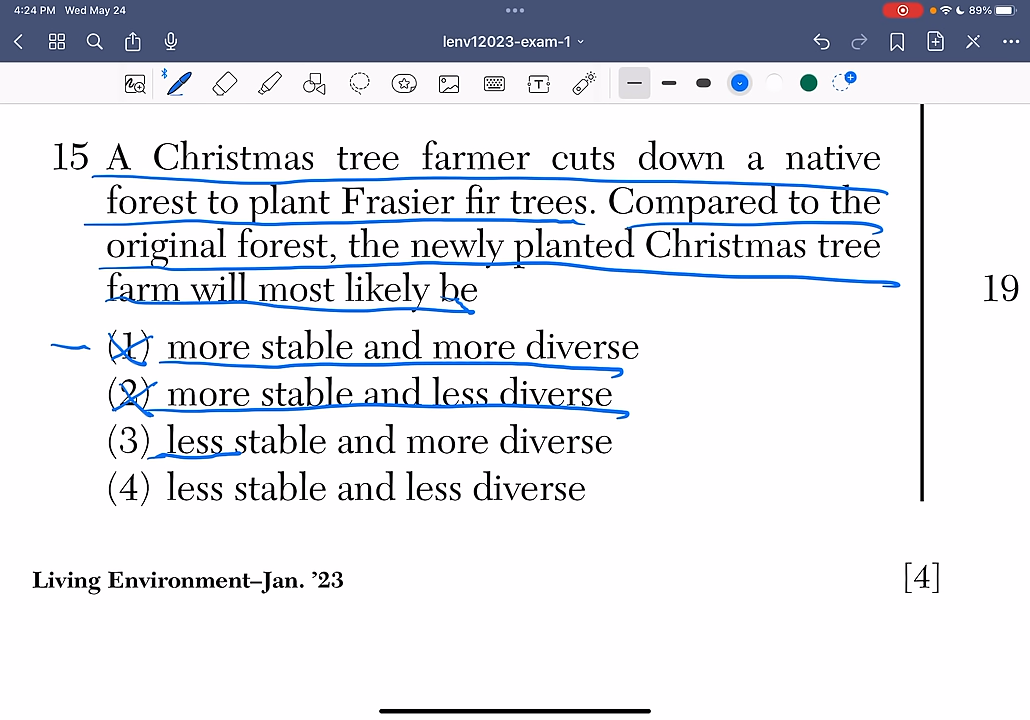 4:24 PM Wed May 24
89%
lenv12023-exam-1
15 A Christmas tree farmer cuts down a native
forest to plant Frasier fir trees. Compared to the
original forest, the newly planted Christmas tree
farm will most likely be
19
(1) more stable and more diverse
(2) more stable and less diverse
(3) less stable and more diverse
(4) less stable and less diverse
Living Environment–Jan. ’23
[4]